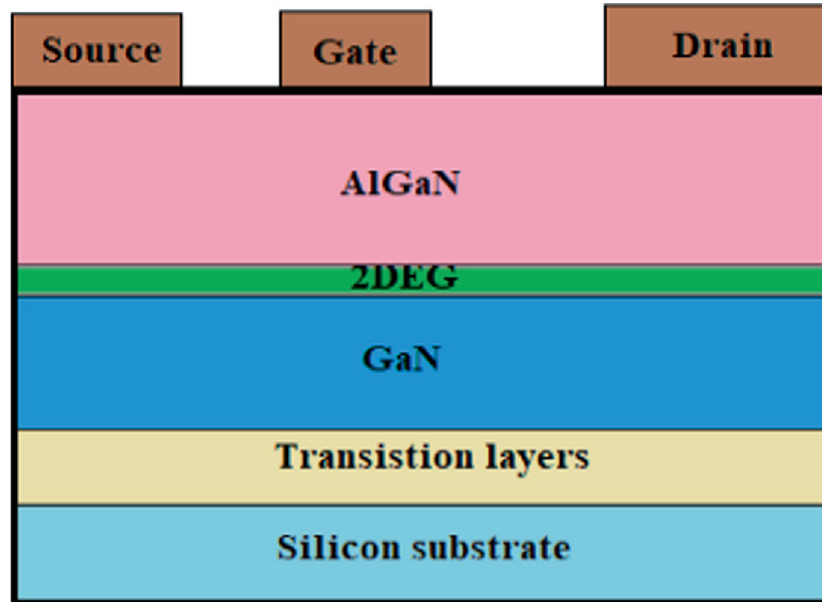 Source
Gate
Drain
AlGaN
2DEG
GaN
Transistion layers
Silicon substrate